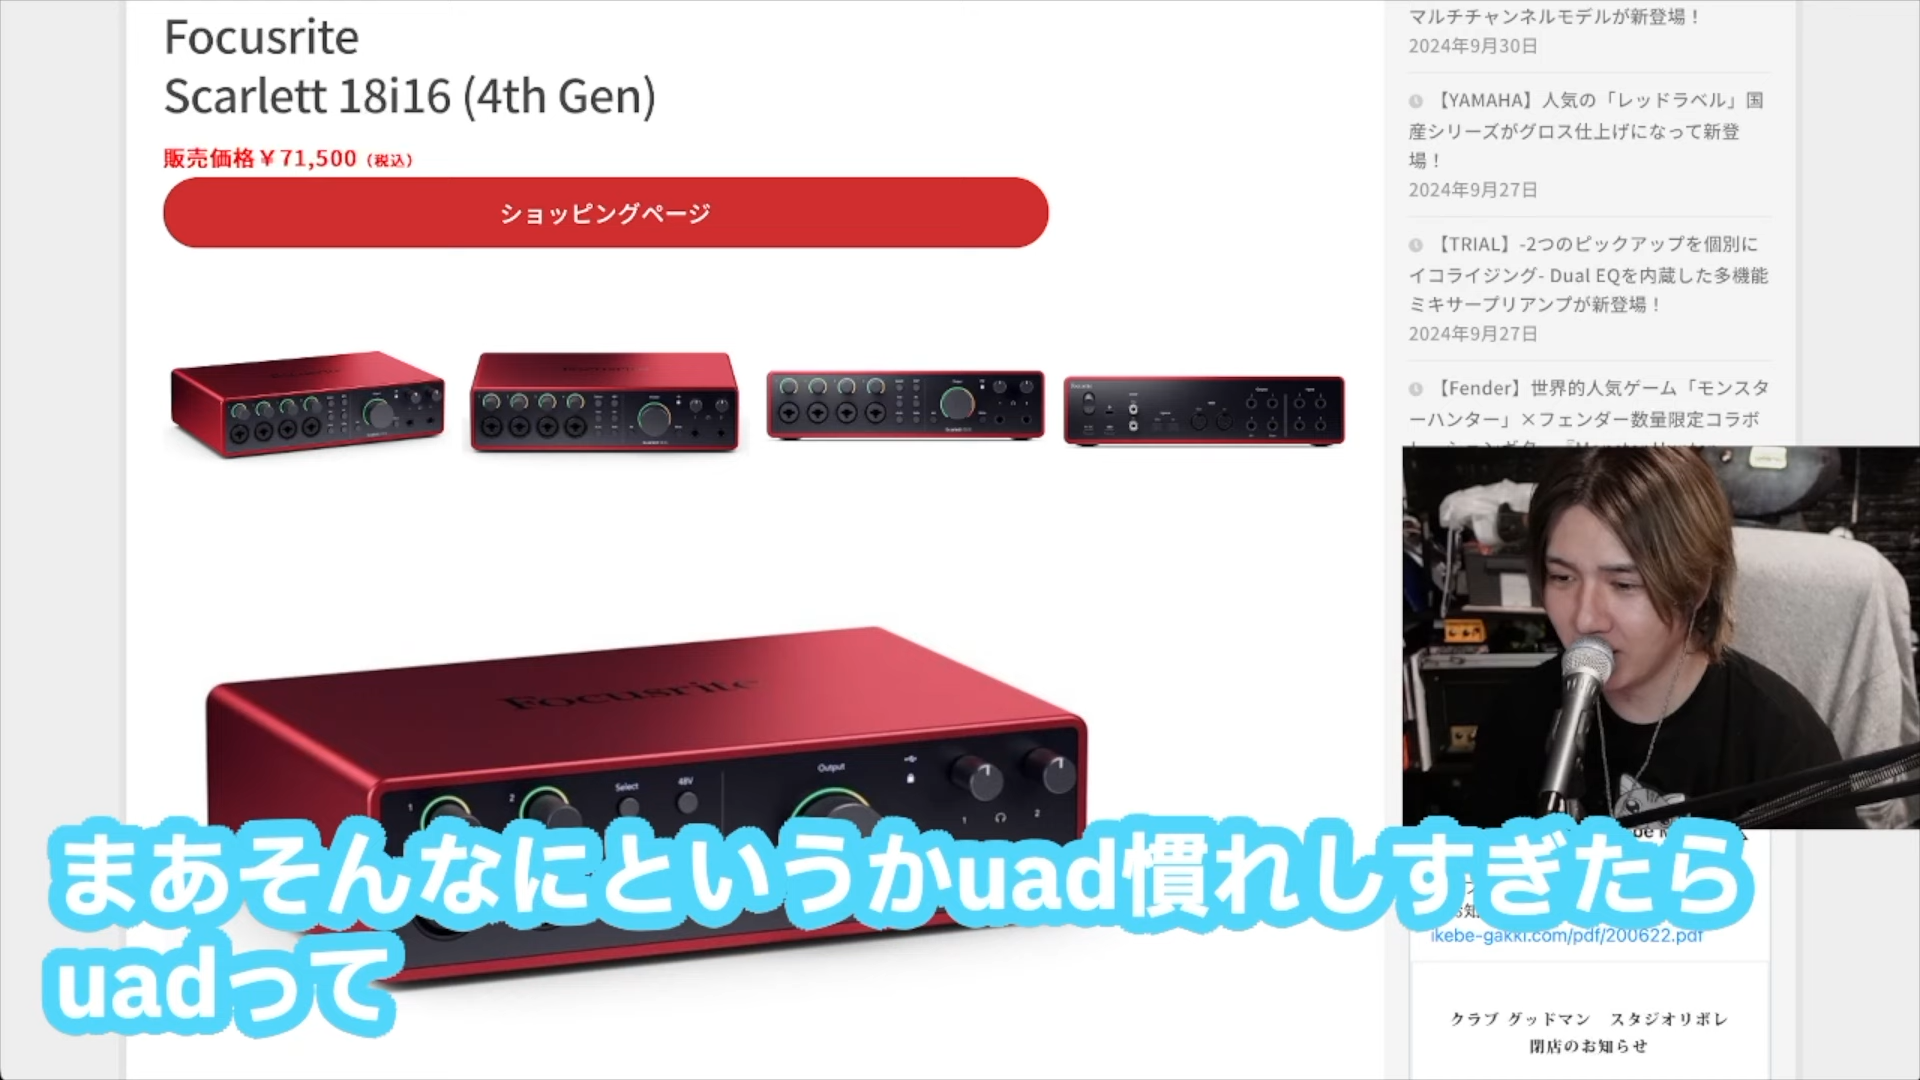 Focusrite
Scarlett 18i16 (4th Gen)
販売価格￥71,500（税込）
ショッピングページ
マルチチャンネルモデルが新登場！
2024年9月30日
【YAMAHA】人気の「レッドラベル」国
産シリーズがグロス仕上げになって新登
場！
2024年9月27日
【TRIAL】-2つのピックアップを個別に
イコライジング- Dual EQを内蔵した多機能
ミキサープリアンプが新登場！
2024年9月27日
【Fender】世界的人気ゲーム「モンスタ
ーハンター」×フェンダー数量限定コラボ
Focusrite
1
2
Select
48V
Output
1
2
まあそんなにというかuad慣れしすぎたら
uadって
ikebe-gakki.com/pdf/200622.pdf
クラブ グッドマン　スタジオリボレ
閉店のお知らせ